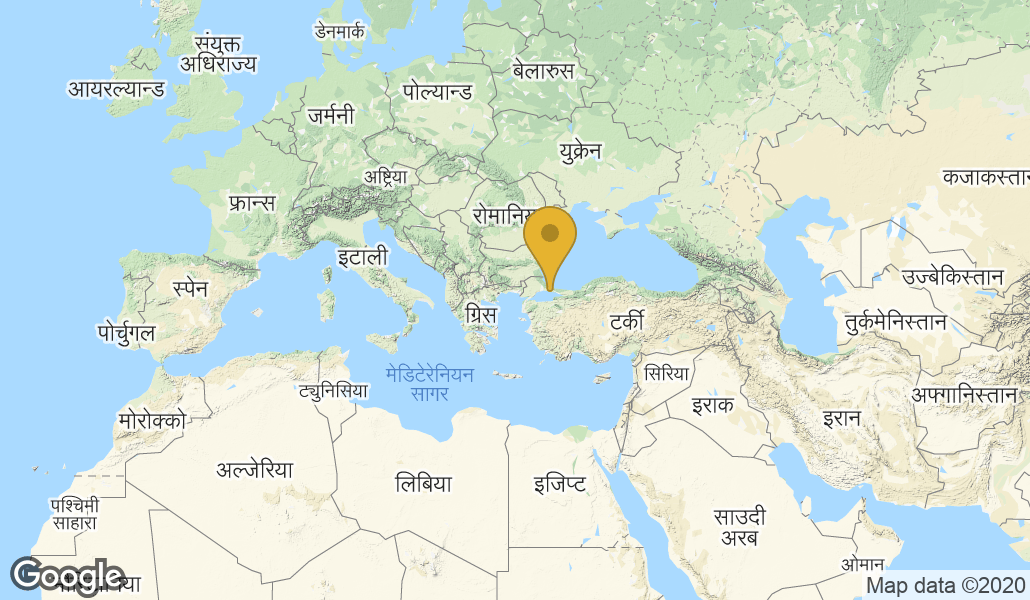 डेनमार्क
संयुक्त
अधिराज्य
आयरल्यान्ड
बेलारुस
पोल्यान्ड
जर्मनी
युक्रेन
अष्ट्रिया
कजाकस्तान
फ्रान्स
इटाली
उज्बेकिस्तान
स्पेन
ग्रिस
टर्की
तुर्कमेनिस्तान
पोर्चुगल
मेडिटेरेनियन
सागर
सिरिया
ट्युनिसिया
अफ्गानिस्तान
मोरोक्को
इराक
इरान
अल्जेरिया
लिबिया
इजिप्ट
पश्चिमी
साहारा
साउदी
अरब
ओमान
Google
Map data ©2020